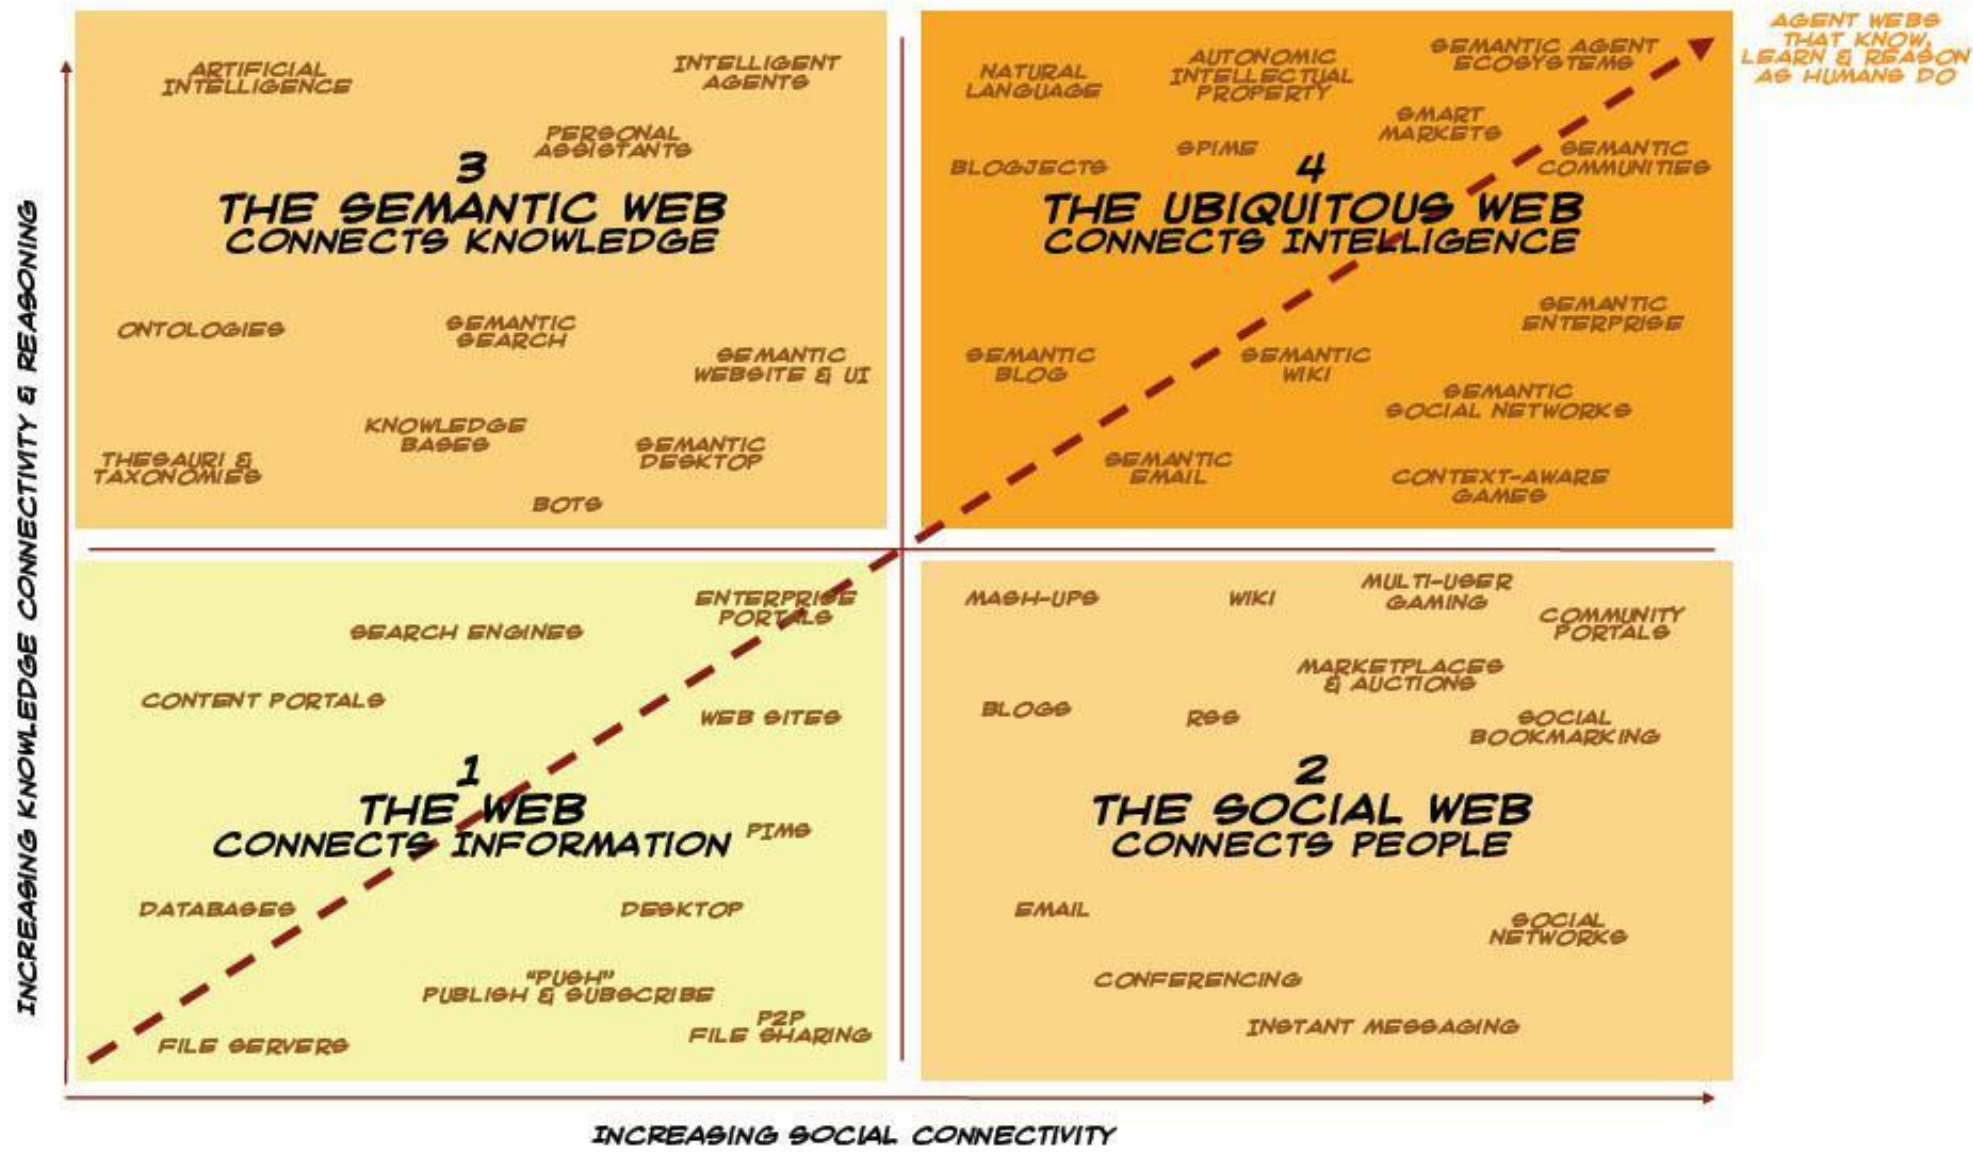 INCREASING KNOWLEDGE CONNECTIVITY & REASONING
ARTIFICIAL
INTELLIGENCE
INTELLIGENT
AGENTS
PERSONAL
ASSISTANTS
3
THE SEMANTIC WEB
CONNECTS KNOWLEDGE
ONTOLOGIES
SEMANTIC
SEARCH
SEMANTIC
WEBSITE & UI
KNOWLEDGE
BASES
SEMANTIC
DESKTOP
THESAURI &
TAXONOMIES
BOTS
NATURAL
LANGUAGE
AUTONOMIC
INTELLECTUAL
PROPERTY
SEMANTIC AGENT
ECOSYSTEMS
SMART
MARKETS
SPIME
BLOGJECTS
SEMANTIC
COMMUNITIES
4
THE UBIQUITOUS WEB
CONNECTS INTELLIGENCE
SEMANTIC
ENTERPRISE
SEMANTIC
BLOG
SEMANTIC
WIKI
SEMANTIC
SOCIAL NETWORKS
SEMANTIC
EMAIL
CONTEXT-AWARE
GAMES
AGENT WEBS
THAT KNOW,
LEARN & REASON
AS HUMANS DO
ENTERPRISE
PORTALS
SEARCH ENGINES
CONTENT PORTALS
WEB SITES
1
THE WEB
CONNECTS INFORMATION
PIMS
DATABASES
DESKTOP
"PUSH"
PUBLISH & SUBSCRIBE
P2P
FILE SHARING
FILE SERVERS
MASH-UPS
WIKI
MULTI-USER
GAMING
COMMUNITY
PORTALS
MARKETPLACES
& AUCTIONS
BLOGS
RSS
SOCIAL
BOOKMARKING
2
THE SOCIAL WEB
CONNECTS PEOPLE
EMAIL
SOCIAL
NETWORKS
CONFERENCING
INSTANT MESSAGING
INCREASING SOCIAL CONNECTIVITY